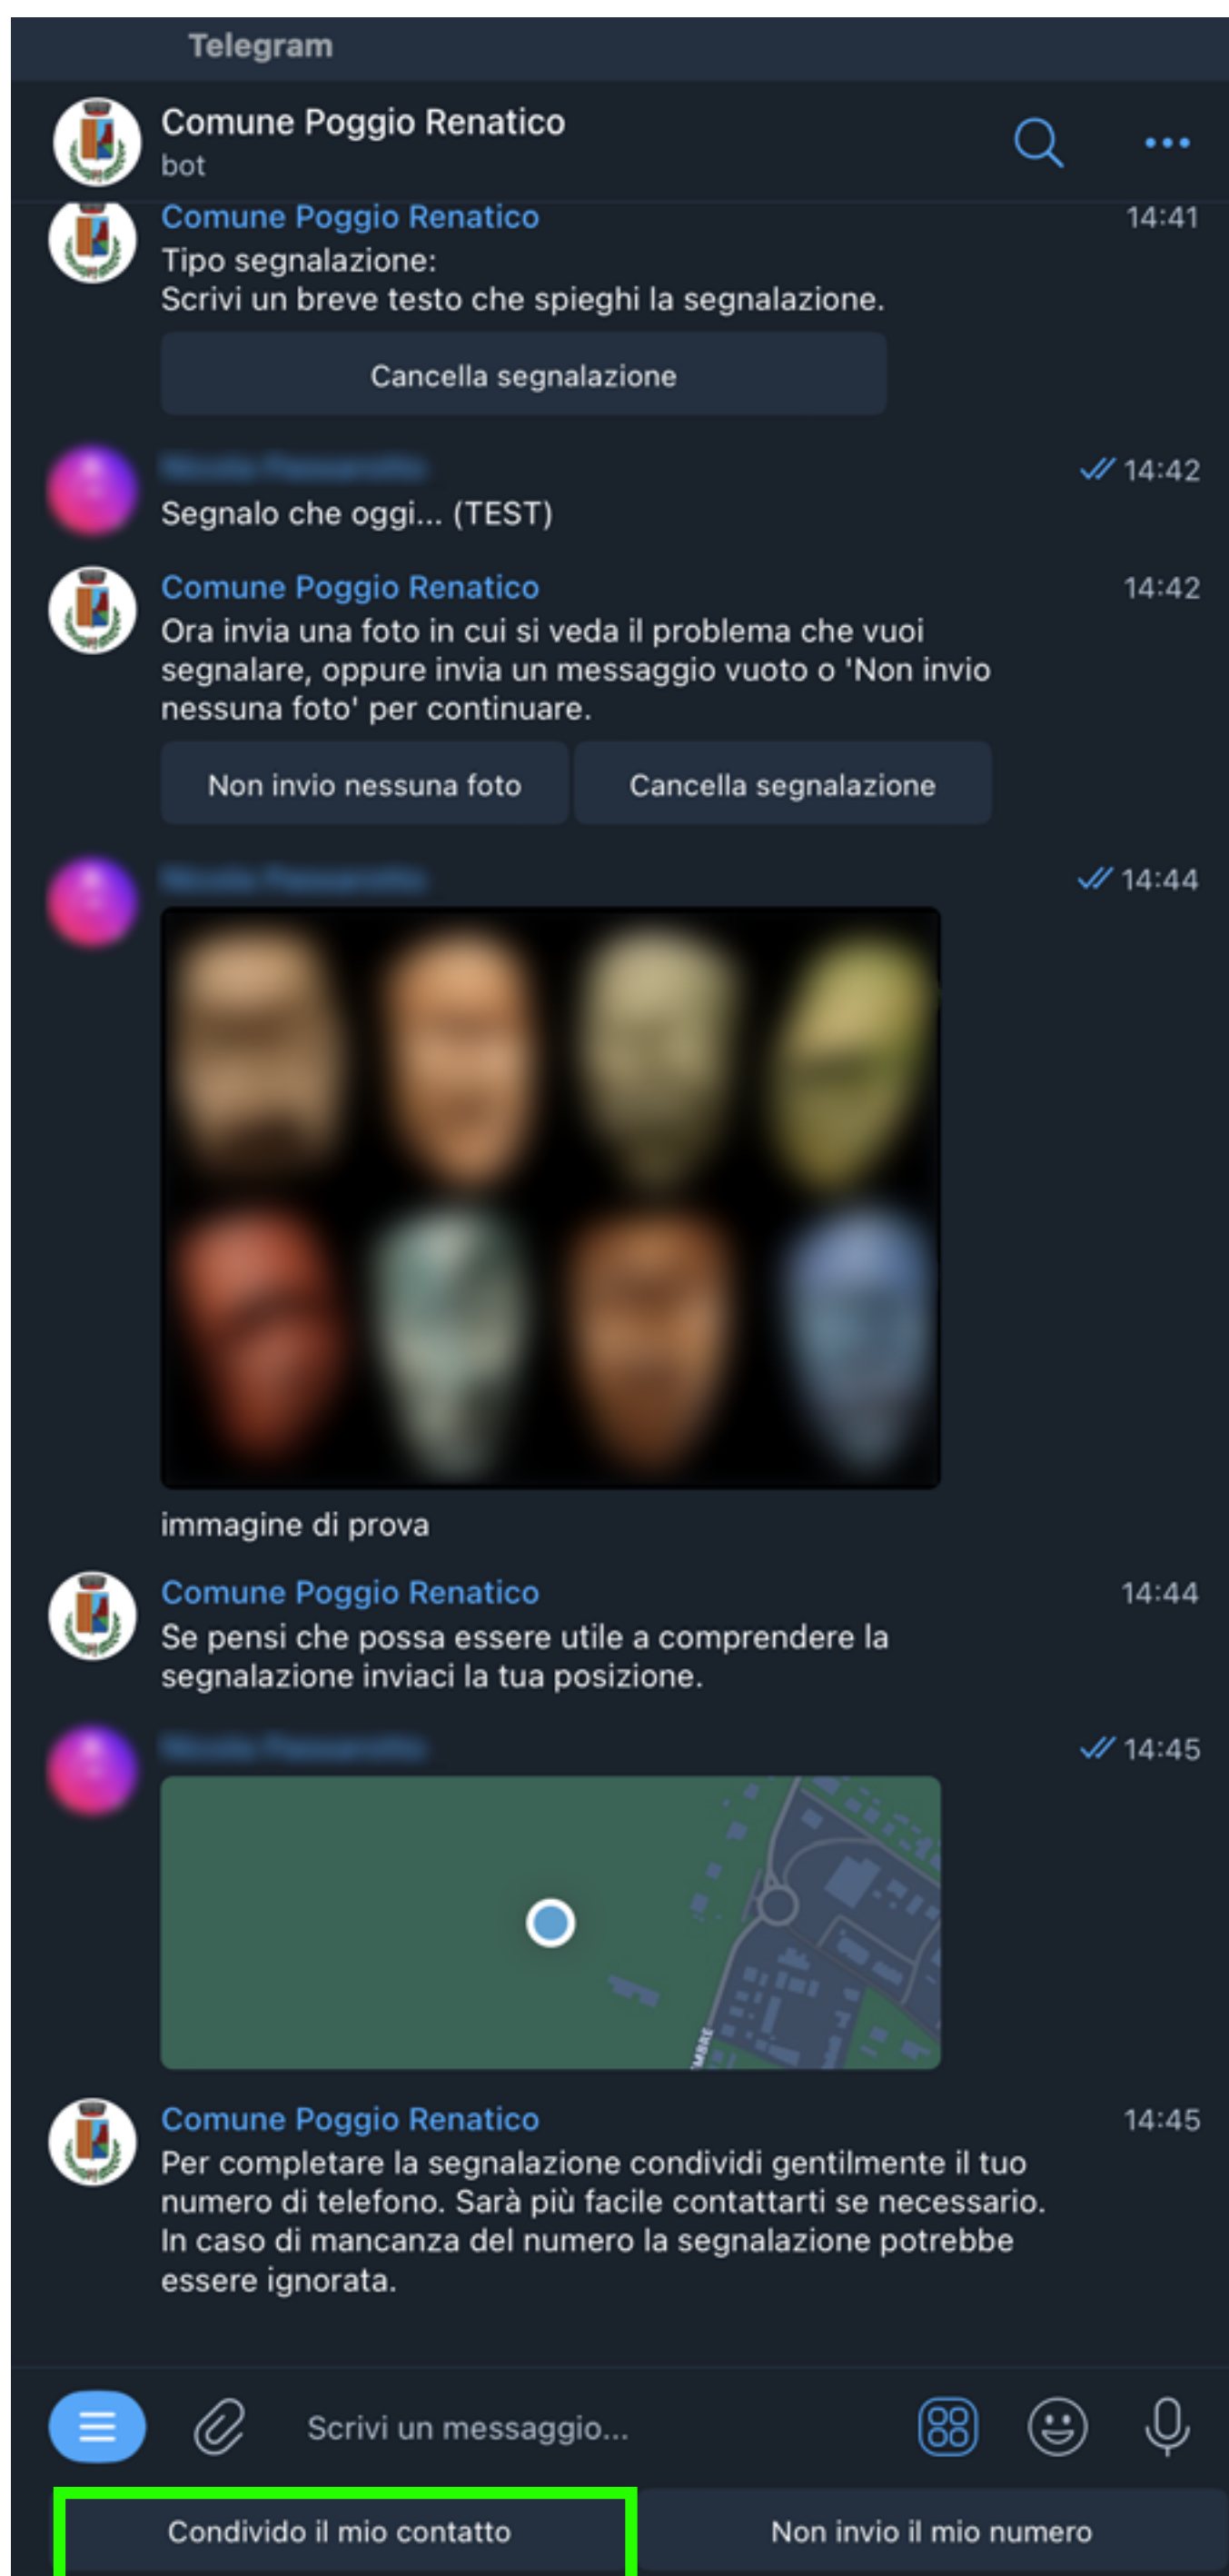 Telegram
Comune Poggio Renatico
bot
Comune Poggio Renatico 14:41
Tipo segnalazione:
Scrivi un breve testo che spieghi la segnalazione.
Cancella segnalazione
14:42
Segnalo che oggi... (TEST)
Comune Poggio Renatico 14:42
Ora invia una foto in cui si veda il problema che vuoi
segnalare, oppure invia un messaggio vuoto o 'Non invio
nessuna foto' per continuare.
Non invio nessuna foto Cancella segnalazione
14:44
immagine di prova
Comune Poggio Renatico 14:44
Se pensi che possa essere utile a comprendere la
segnalazione inviaci la tua posizione.
14:45
MBRE
Comune Poggio Renatico 14:45
Per completare la segnalazione condividi gentilmente il tuo
numero di telefono. Sarà più facile contattarti se necessario.
In caso di mancanza del numero la segnalazione potrebbe
essere ignorata.
Scrivi un messaggio...
Condivido il mio contatto Non invio il mio numero